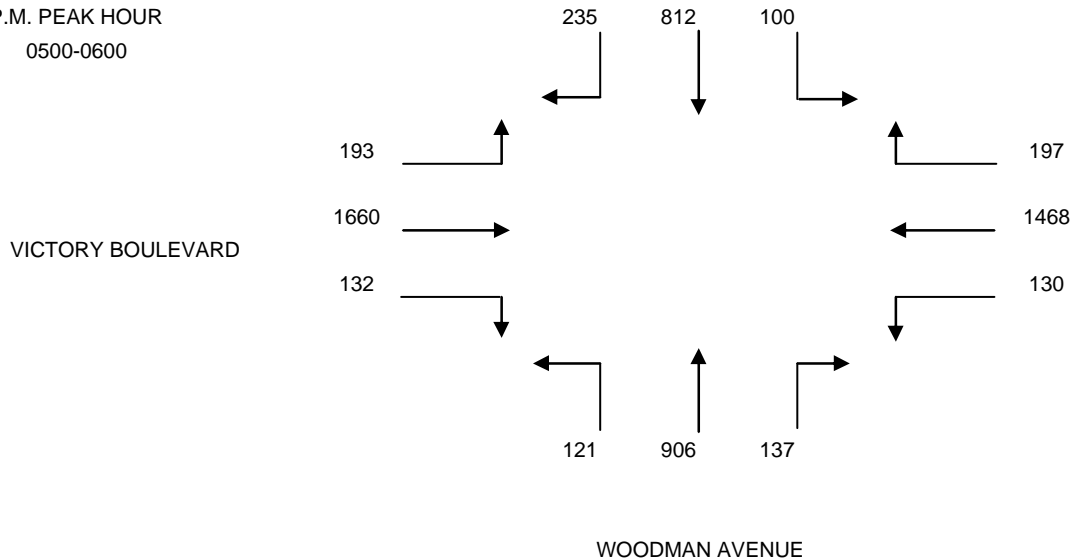 P.M. PEAK HOUR
0500-0600
235 812 100
193 197
1660 1468
VICTORY BOULEVARD
132 130
121 906 137
WOODMAN AVENUE